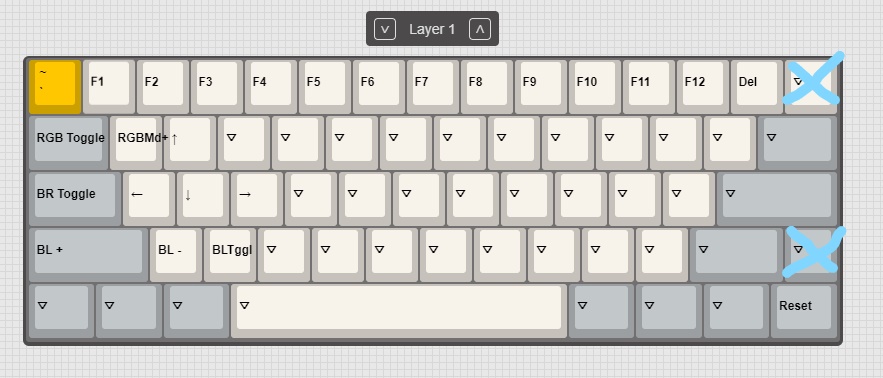 Layer 1
~
`
F1 F2 F3 F4 F5 F6 F7 F8 F9 F10 F11 F12 Del ▽
RGB Toggle RGBMd+ ↑ ▽ ▽ ▽ ▽ ▽ ▽ ▽ ▽ ▽ ▽ ▽
BR Toggle ← ↓ → ▽ ▽ ▽ ▽ ▽ ▽ ▽ ▽ ▽
BL + BL - BLTggl ▽ ▽ ▽ ▽ ▽ ▽ ▽ ▽ ▽ ▽
▽ ▽ ▽ ▽ ▽ ▽ ▽ Reset